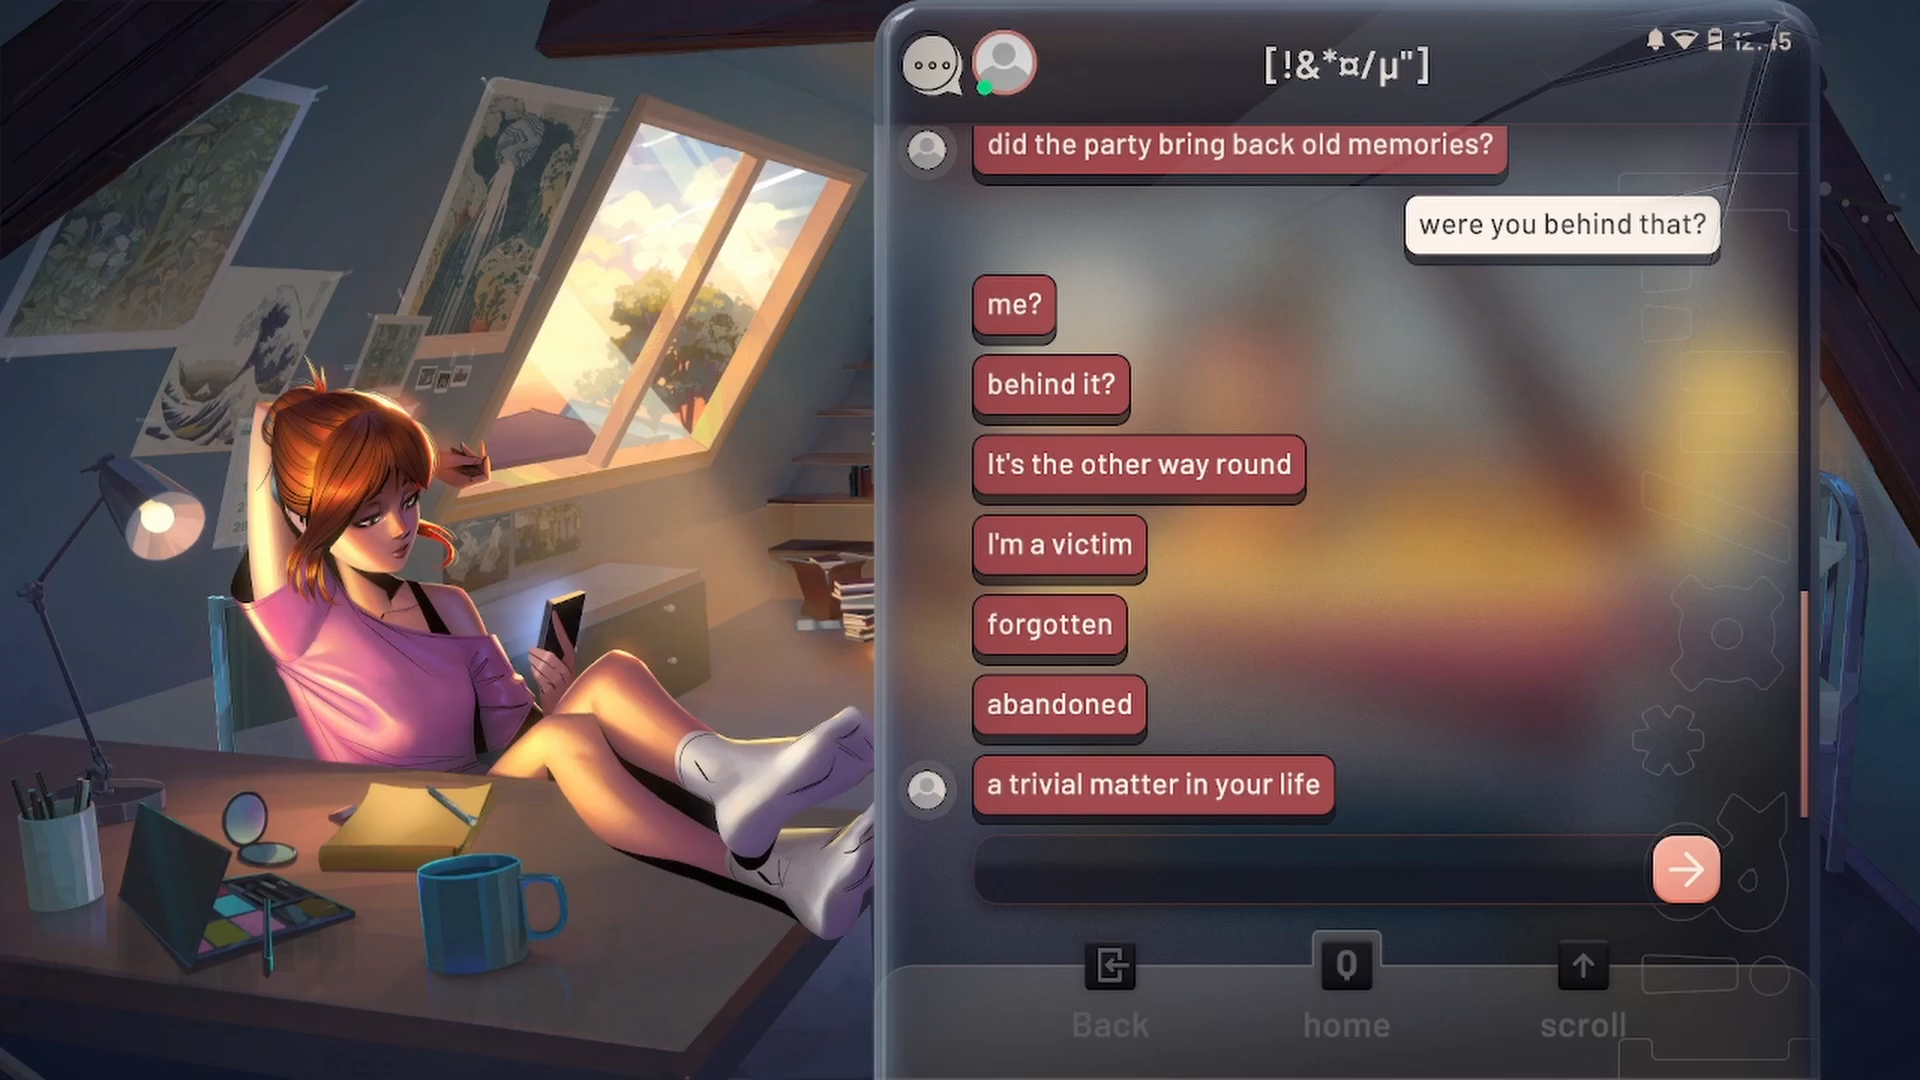 [!&*¤/µ"]
did the party bring back old memories?
were you behind that?
me?
behind it?
It's the other way round
I'm a victim
forgotten
abandoned
a trivial matter in your life
Q
Back
home
scroll